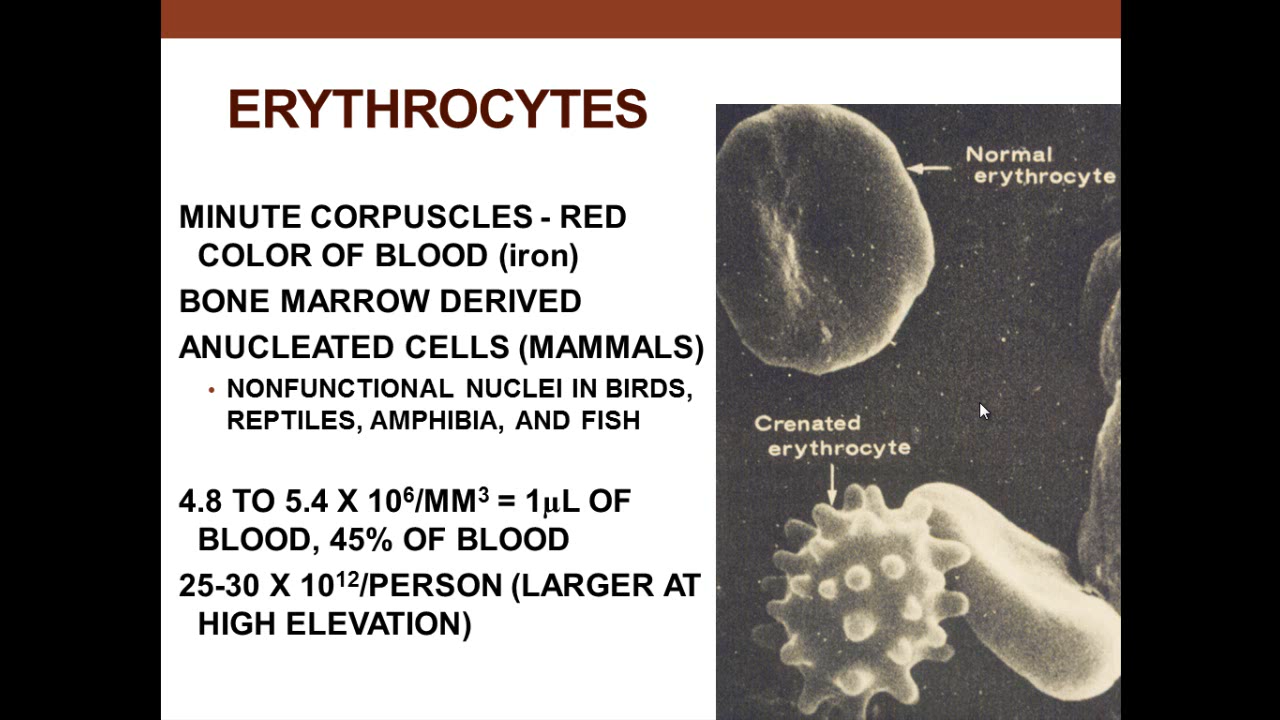 ERYTHROCYTES
MINUTE CORPUSCLES - RED
COLOR OF BLOOD (iron)
BONE MARROW DERIVED
ANUCLEATED CELLS (MAMMALS)
• NONFUNCTIONAL NUCLEI IN BIRDS,
REPTILES, AMPHIBIA, AND FISH
4.8 TO 5.4 X 10⁶/MM³ = 1μL OF
BLOOD, 45% OF BLOOD
25-30 X 10¹²/PERSON (LARGER AT
HIGH ELEVATION)
Normal
erythrocyte
Crenated
erythrocyte